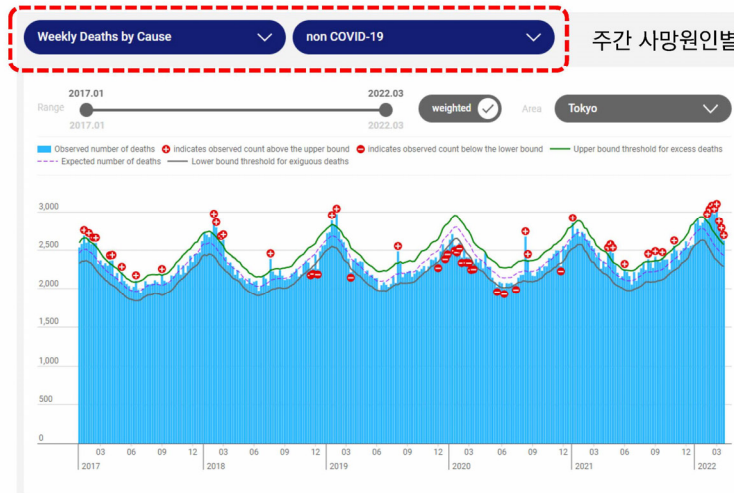 Weekly Deaths by Cause
non COVID-19
주간 사망원인별
2017.01
2022.03
Range
weighted
Area
Tokyo
2017.01
2022.03
Observed number of deaths
indicates observed count above the upper bound
indicates observed count below the lower bound
Upper bound threshold for excess deaths
Expected number of deaths
Lower bound threshold for exiguous deaths
3,000
2,500
2,000
1,500
1,000
500
0
03 06 09 12 03 06 09 12 03 06 09 12 03 06 09 12 03 06 09 12 03
2017 2018 2019 2020 2021 2022